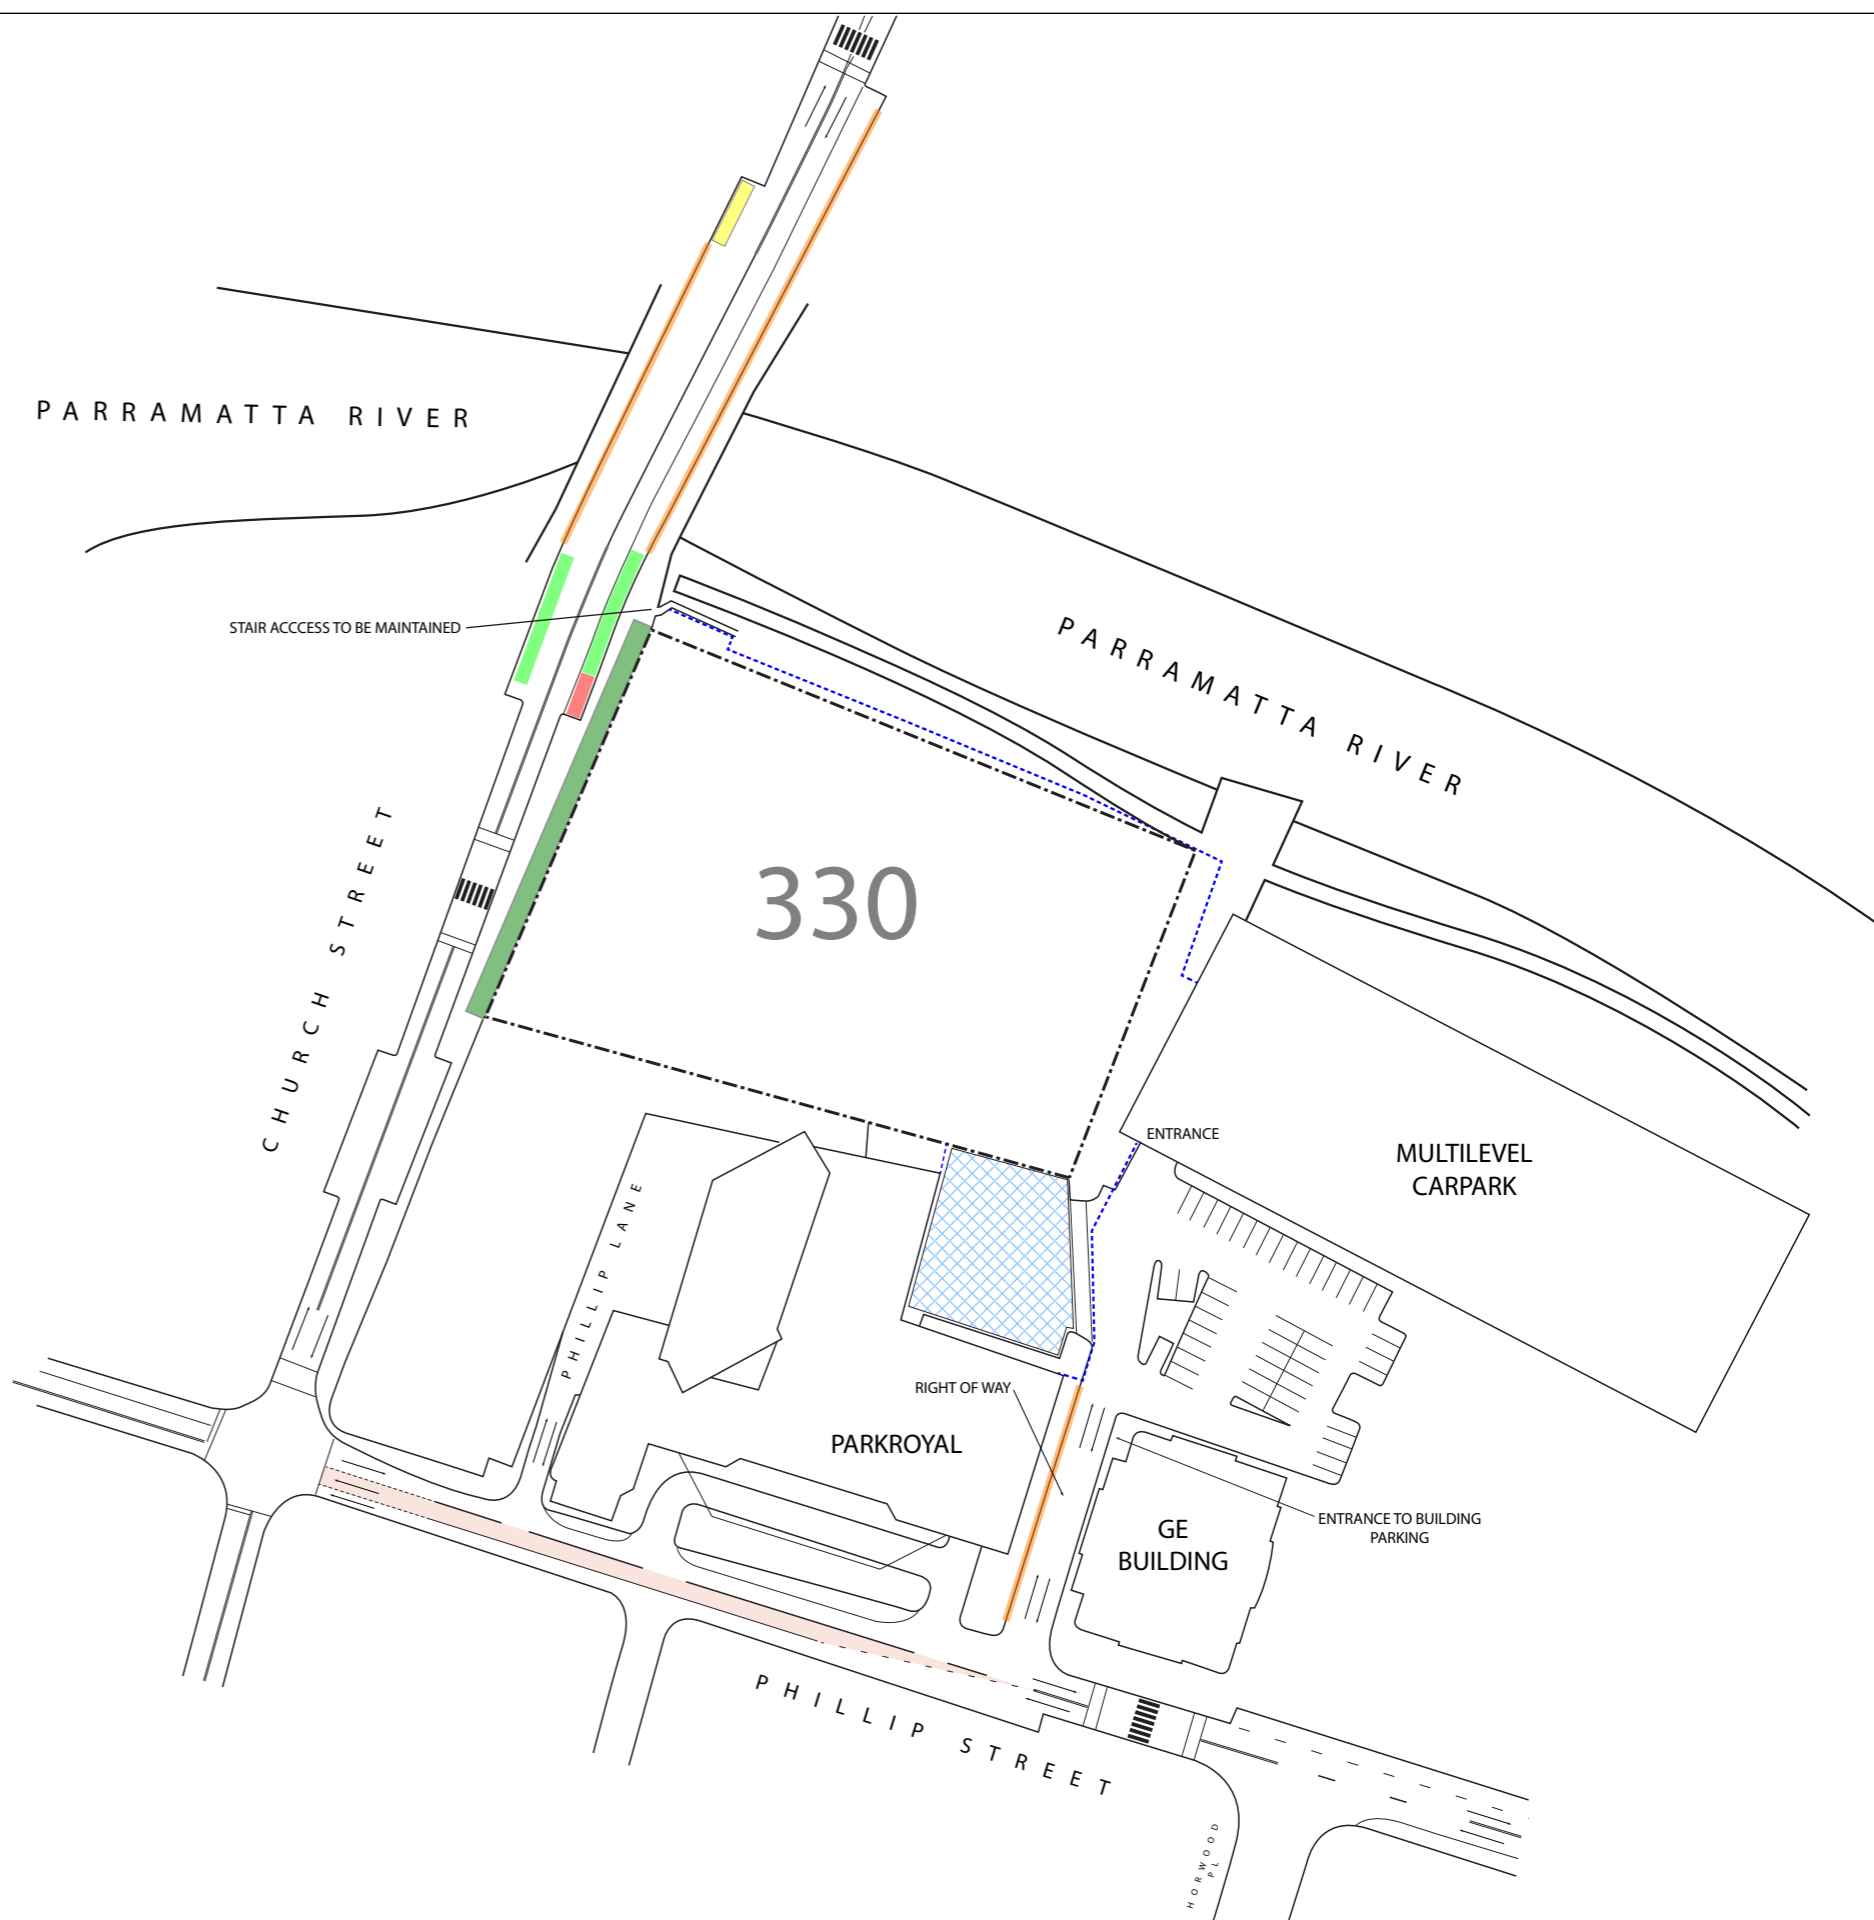 PARRAMATTA RIVER
STAIR ACCCESS TO BE MAINTAINED
PARRAMATTA RIVER
330
CHURCH STREET
ENTRANCE
MULTILEVEL
CARPARK
PHILLIP LANE
RIGHT OF WAY
PARKROYAL
ENTRANCE TO BUILDING
PARKING
GE
BUILDING
PHILLIP STREET
HORWOOD
PL